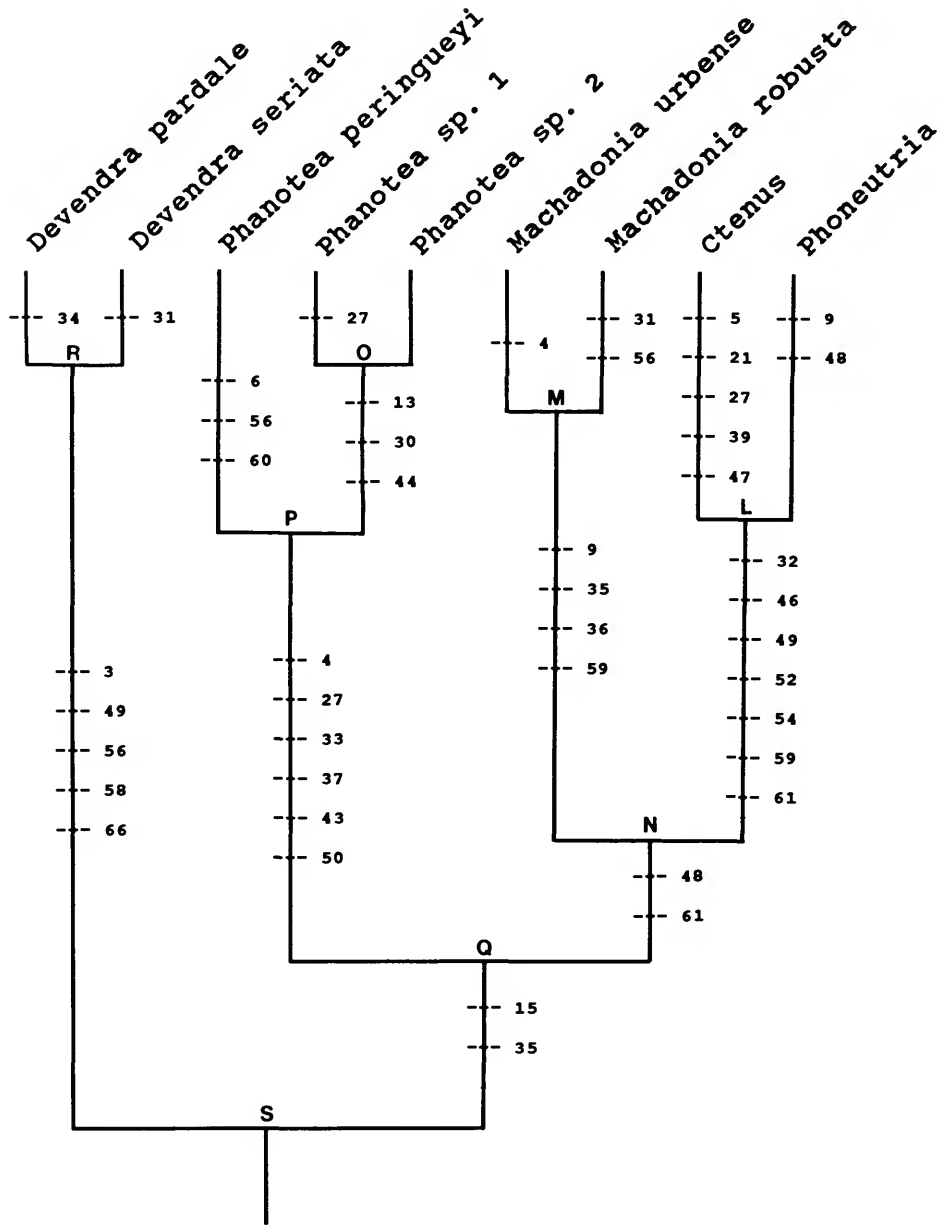 Devendra pardale
Devendra seriata
Phanotea peringueyi
Phanotea sp. 1
Phanotea sp. 2
Machadonia urbense
Machadonia robusta
Ctenus
Phoneutria
34
31
R
6
56
60
27
O
13
30
44
P
4
31
56
M
5
21
27
39
47
9
48
L
3
49
56
58
66
4
27
33
37
43
50
9
35
36
59
32
46
49
52
54
59
61
N
48
61
Q
15
35
S